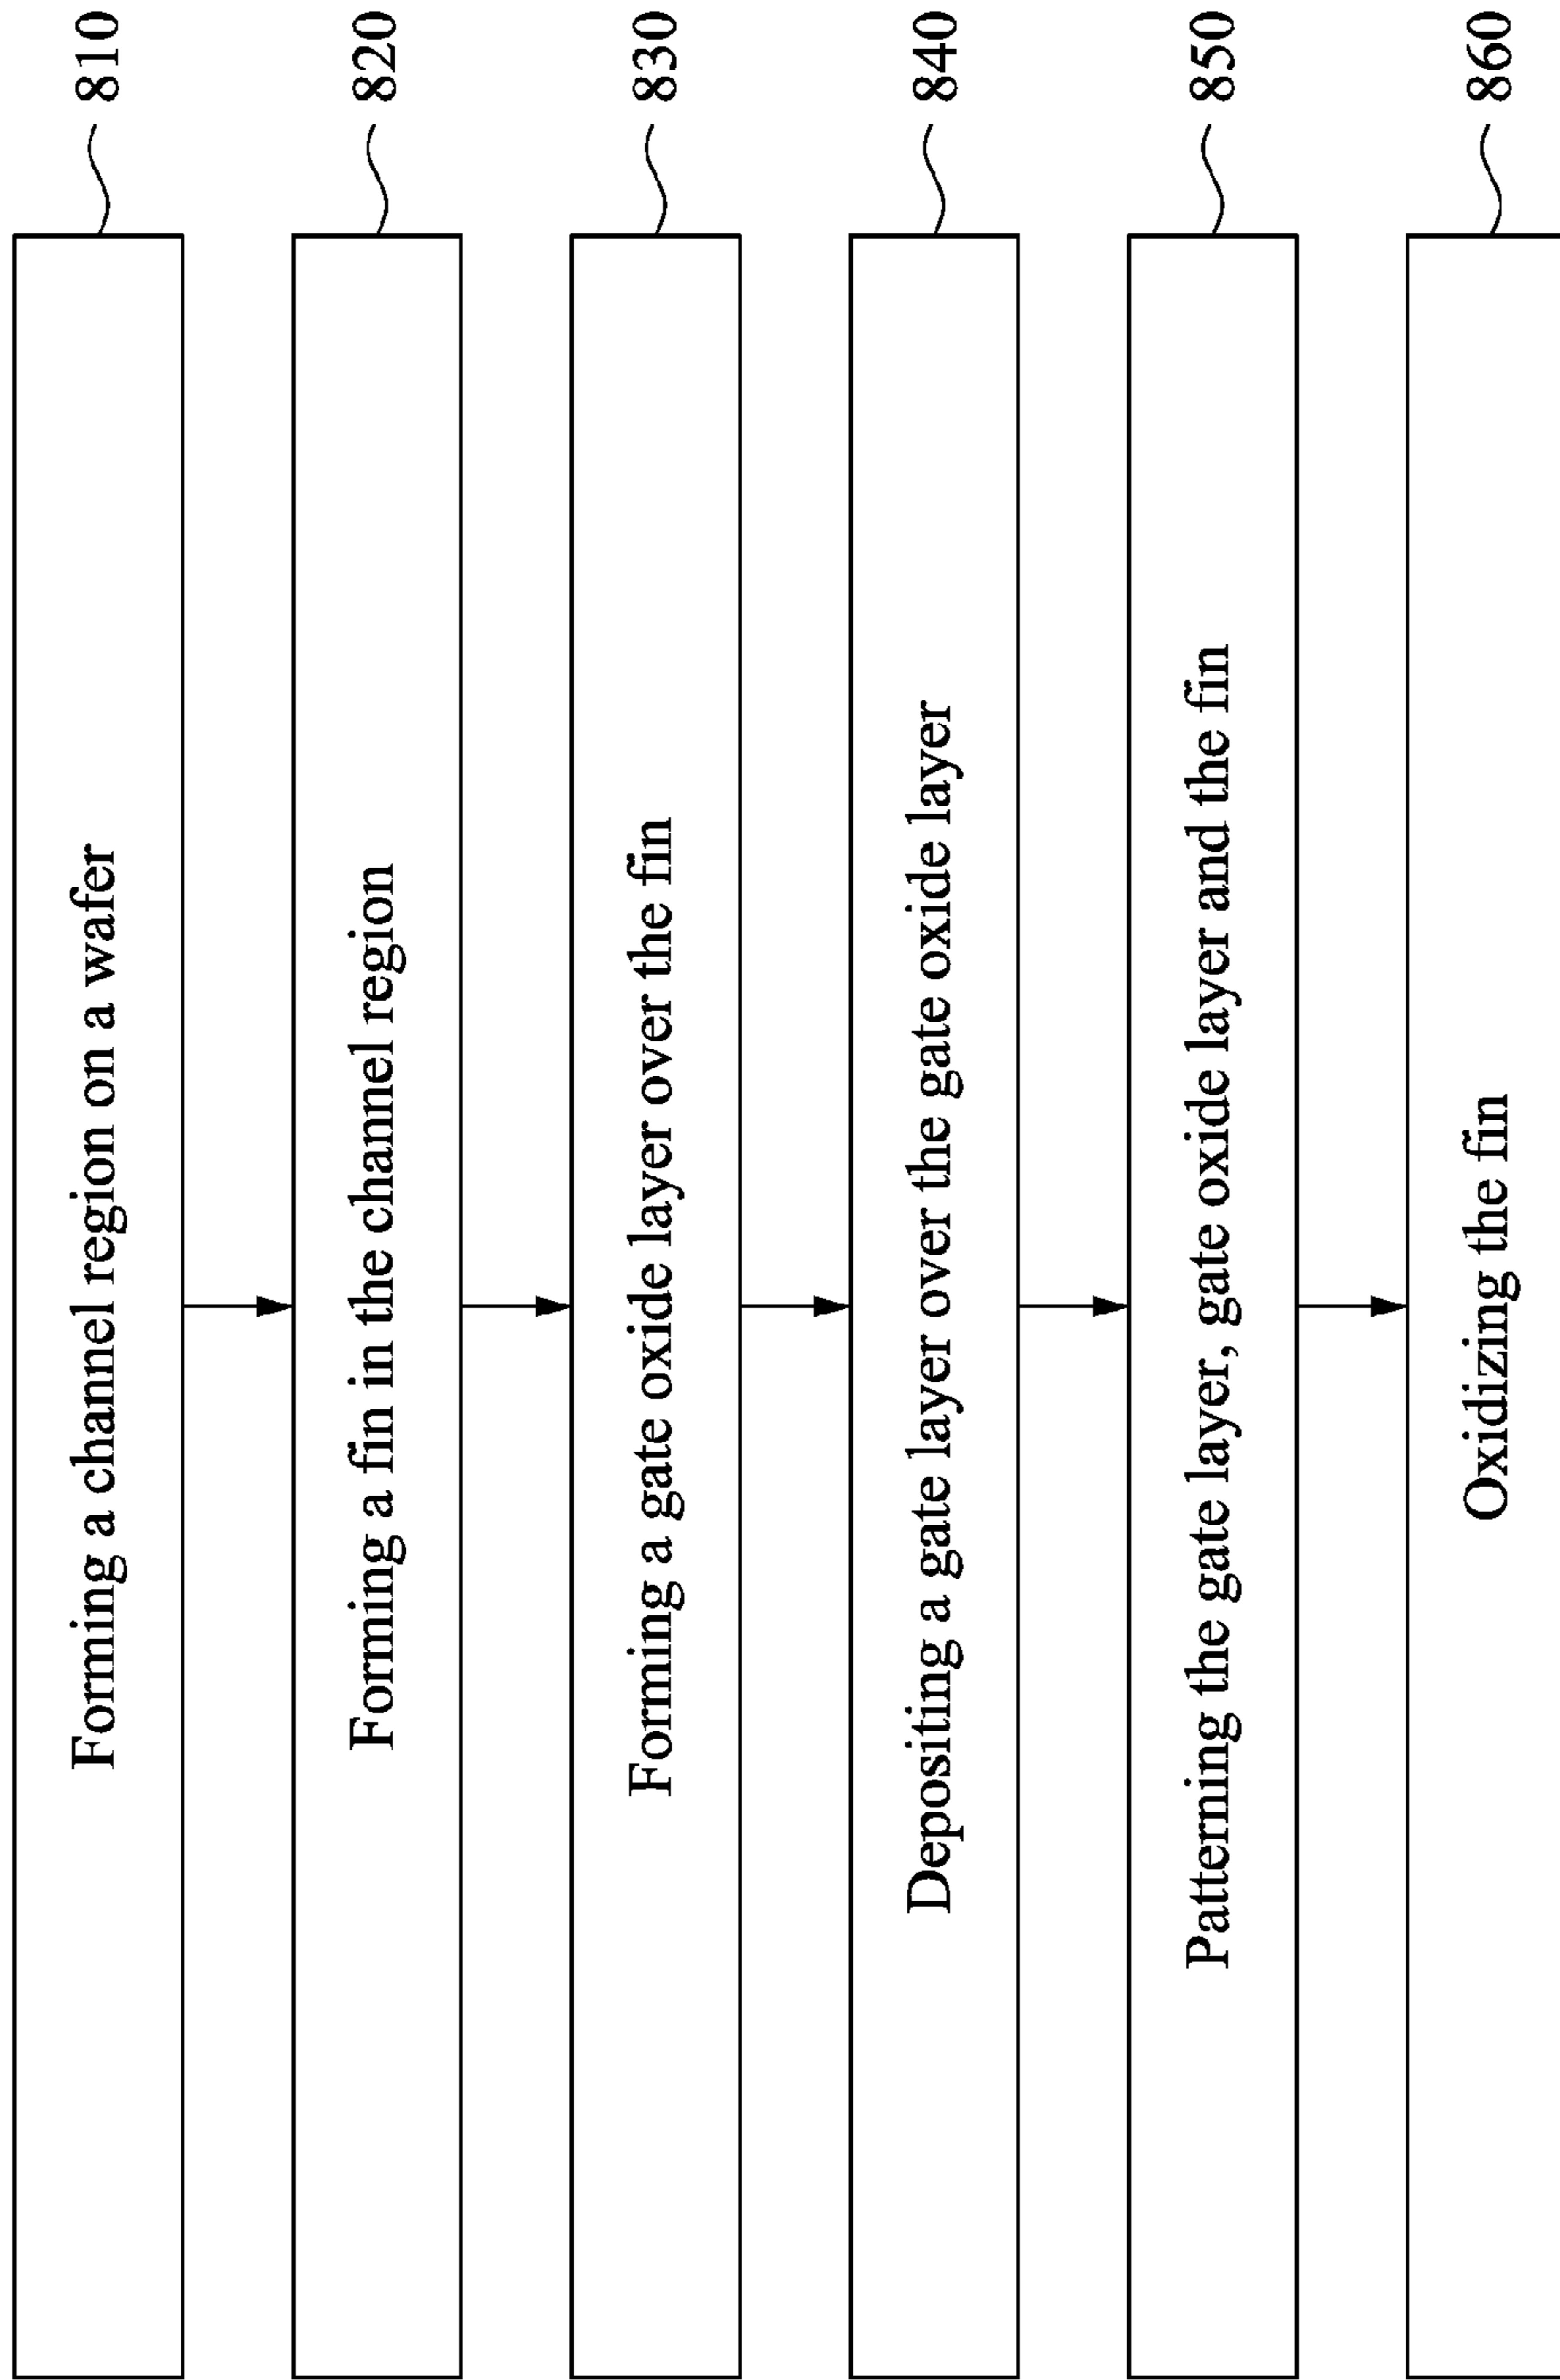 Forming a channel region on a wafer
810
Forming a fin in the channel region
820
Forming a gate oxide layer over the fin
830
Depositing a gate layer over the gate oxide layer
840
Patterning the gate layer, gate oxide layer and the fin
850
Oxidizing the fin
860